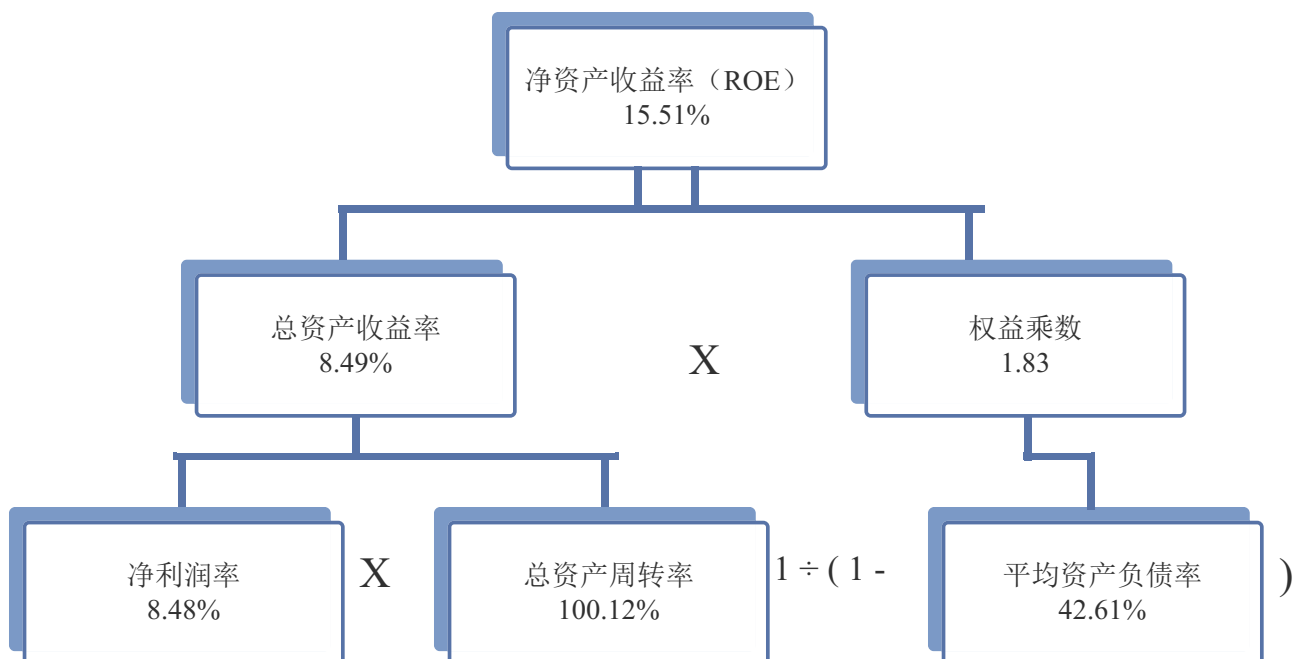 净资产收益率（ROE）
15.51%
总资产收益率
8.49%
X
权益乘数
1.83
净利润率
8.48%
X
总资产周转率
100.12%
1 ÷ ( 1 -
平均资产负债率
42.61%
)